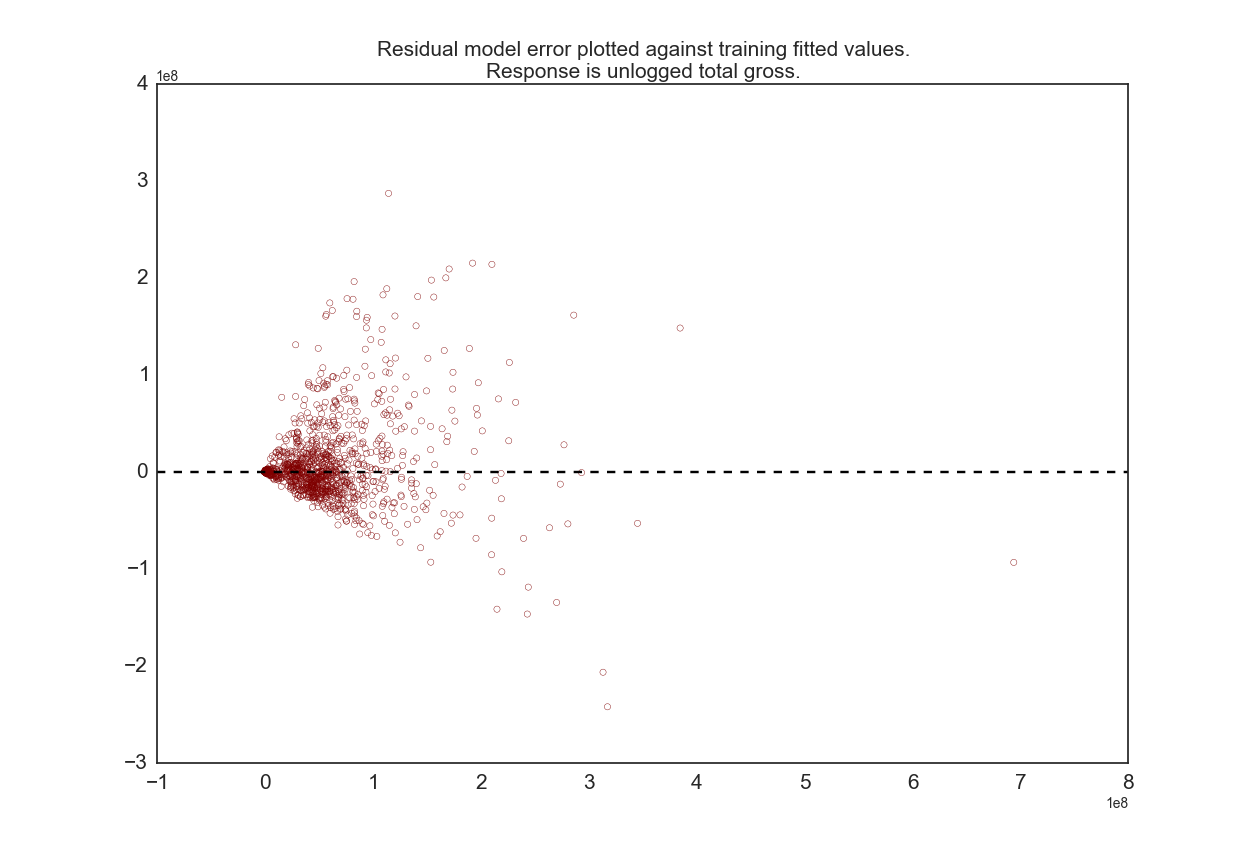 Residual model error plotted against training fitted values.
Response is unlogged total gross.
1e8
4
3
2
1
0
−1
−2
−3
−1 0 1 2 3 4 5 6 7 8
1e8